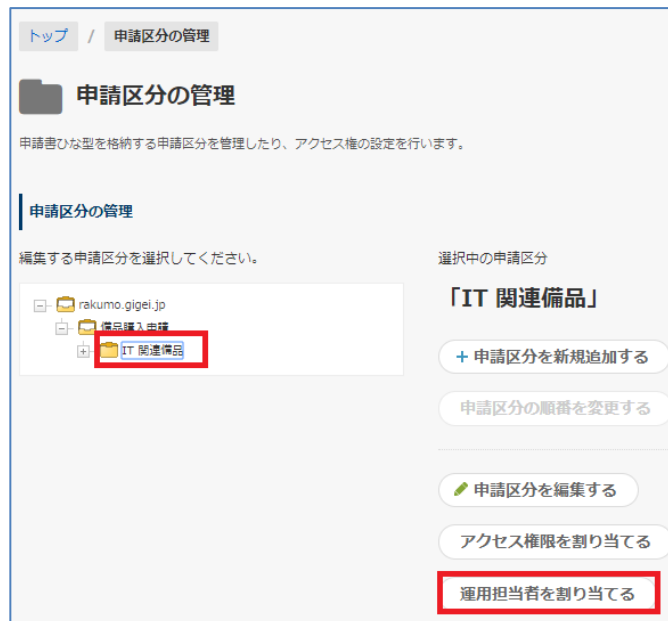 トップ / 申請区分の管理
申請区分の管理
申請書ひな型を格納する申請区分を管理したり、アクセス権の設定を行います。
申請区分の管理
編集する申請区分を選択してください。
rakumo.gigei.jp
備品購入申請
IT 関連備品
選択中の申請区分
「IT 関連備品」
+ 申請区分を新規追加する
申請区分の順番を変更する
申請区分を編集する
アクセス権限を割り当てる
運用担当者を割り当てる